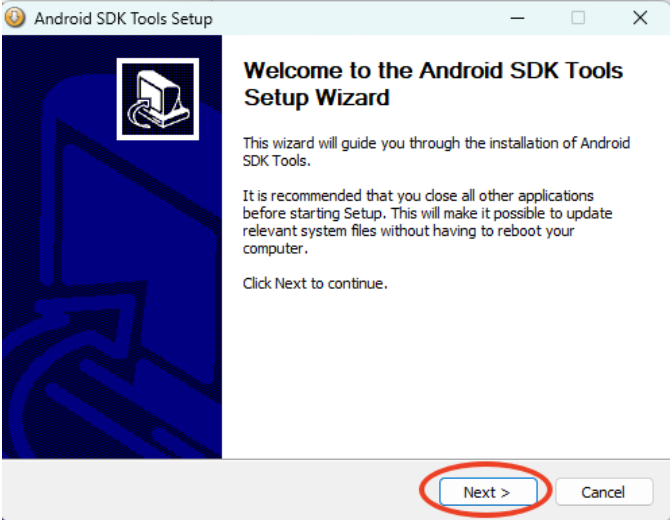 Android SDK Tools Setup
Welcome to the Android SDK Tools
Setup Wizard
This wizard will guide you through the installation of Android
SDK Tools.
It is recommended that you close all other applications
before starting Setup. This will make it possible to update
relevant system files without having to reboot your
computer.
Click Next to continue.
Next >
Cancel